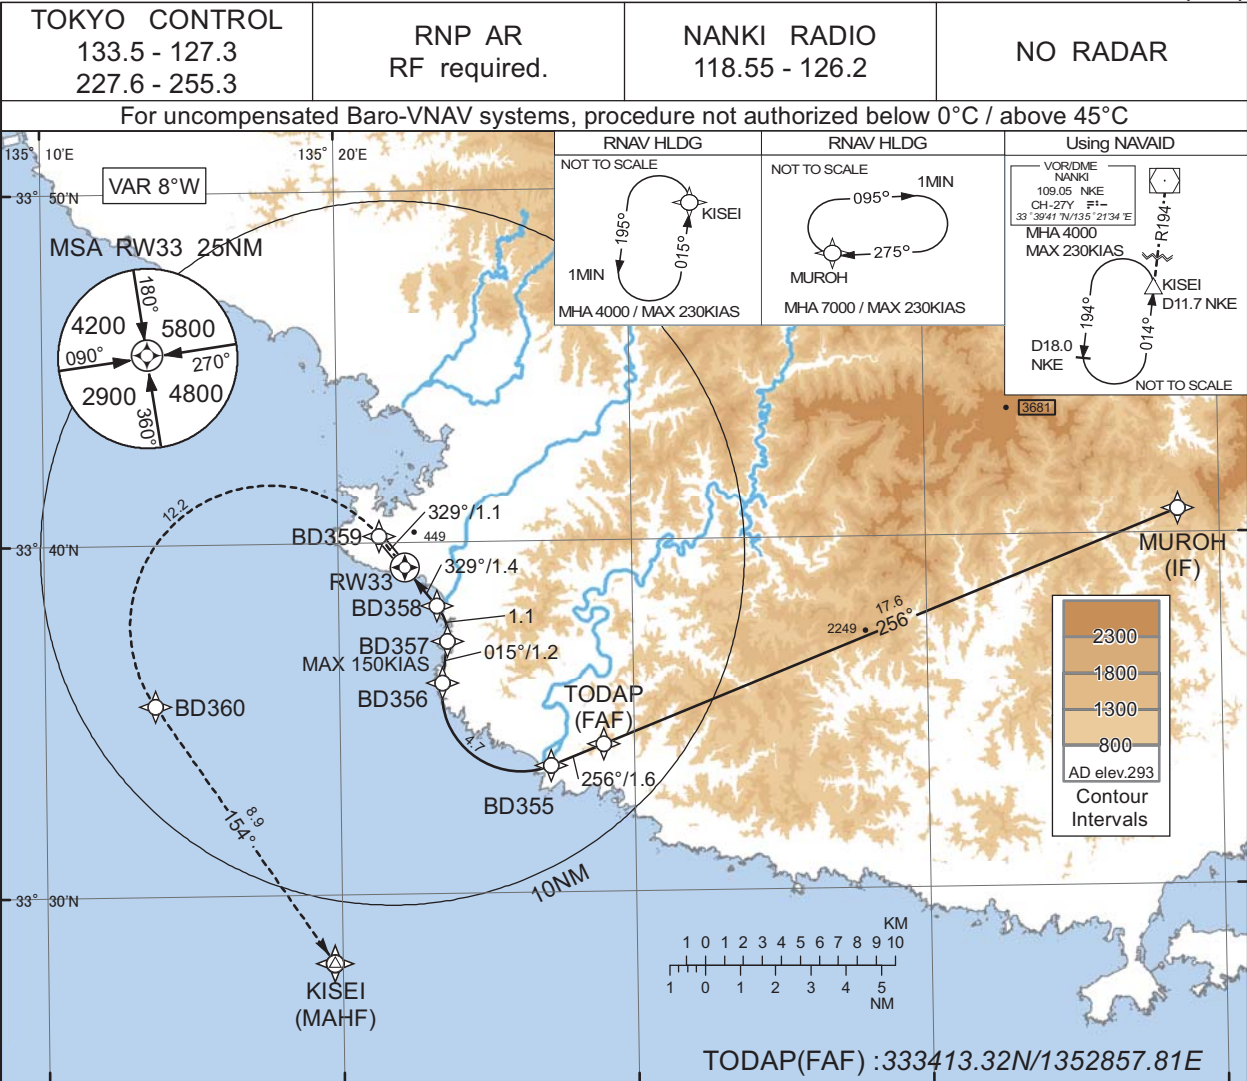 TOKYO CONTROL
133.5 - 127.3
227.6 - 255.3
RNP AR
RF required.
NANKI RADIO
118.55 - 126.2
NO RADAR
For uncompensated Baro-VNAV systems, procedure not authorized below 0°C / above 45°C
135° 10'E
135° 20'E
33° 50'N
VAR 8°W
MSA RW33 25NM
180°
4200
5800
090°
270°
2900
4800
360°
RNAV HLDG
NOT TO SCALE
195°
015°
KISEI
1MIN
MHA 4000 / MAX 230KIAS
RNAV HLDG
NOT TO SCALE
095°
1MIN
275°
MUROH
MHA 7000 / MAX 230KIAS
Using NAVAID
VOR/DME
NANKI
109.05 NKE
CH-27Y
33°39'41"N/135°21'34"E
MHA 4000
MAX 230KIAS
R194
KISEI
D11.7 NKE
194°
014°
D18.0
NKE
NOT TO SCALE
3681
12.2
329°/1.1
BD359
449
33° 40'N
RW33
329°/1.4
BD358
1.1
BD357
MAX 150KIAS
015°/1.2
BD356
4.7
TODAP
(FAF)
256°/1.6
BD355
17.6
256°
2249
MUROH
(IF)
BD360
8.9
154°
2300
1800
1300
800
AD elev.293
Contour
Intervals
33° 30'N
10NM
KISEI
(MAHF)
KM
1 0 1 2 3 4 5 6 7 8 9 10
1 0 1 2 3 4 5
NM
TODAP(FAF) :333413.32N/1352857.81E